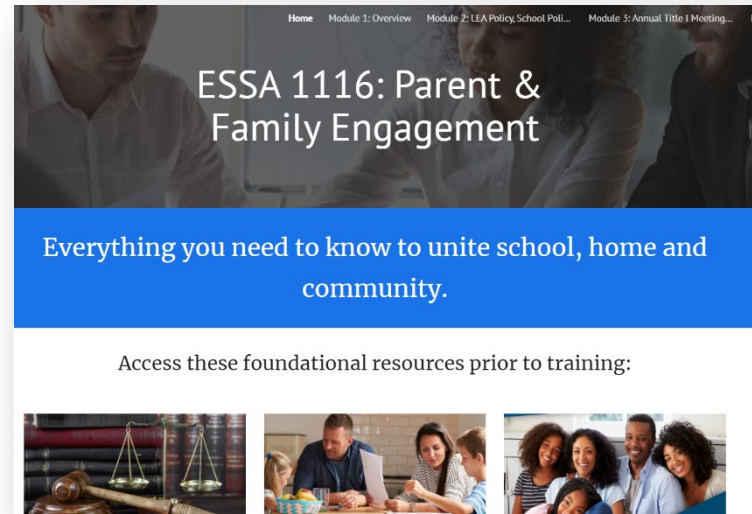 Home Module 1: Overview Module 2: LEA Policy, School Poli... Module 3: Annual Title I Meeting...
ESSA 1116: Parent &
Family Engagement
Everything you need to know to unite school, home and
community.
Access these foundational resources prior to training: